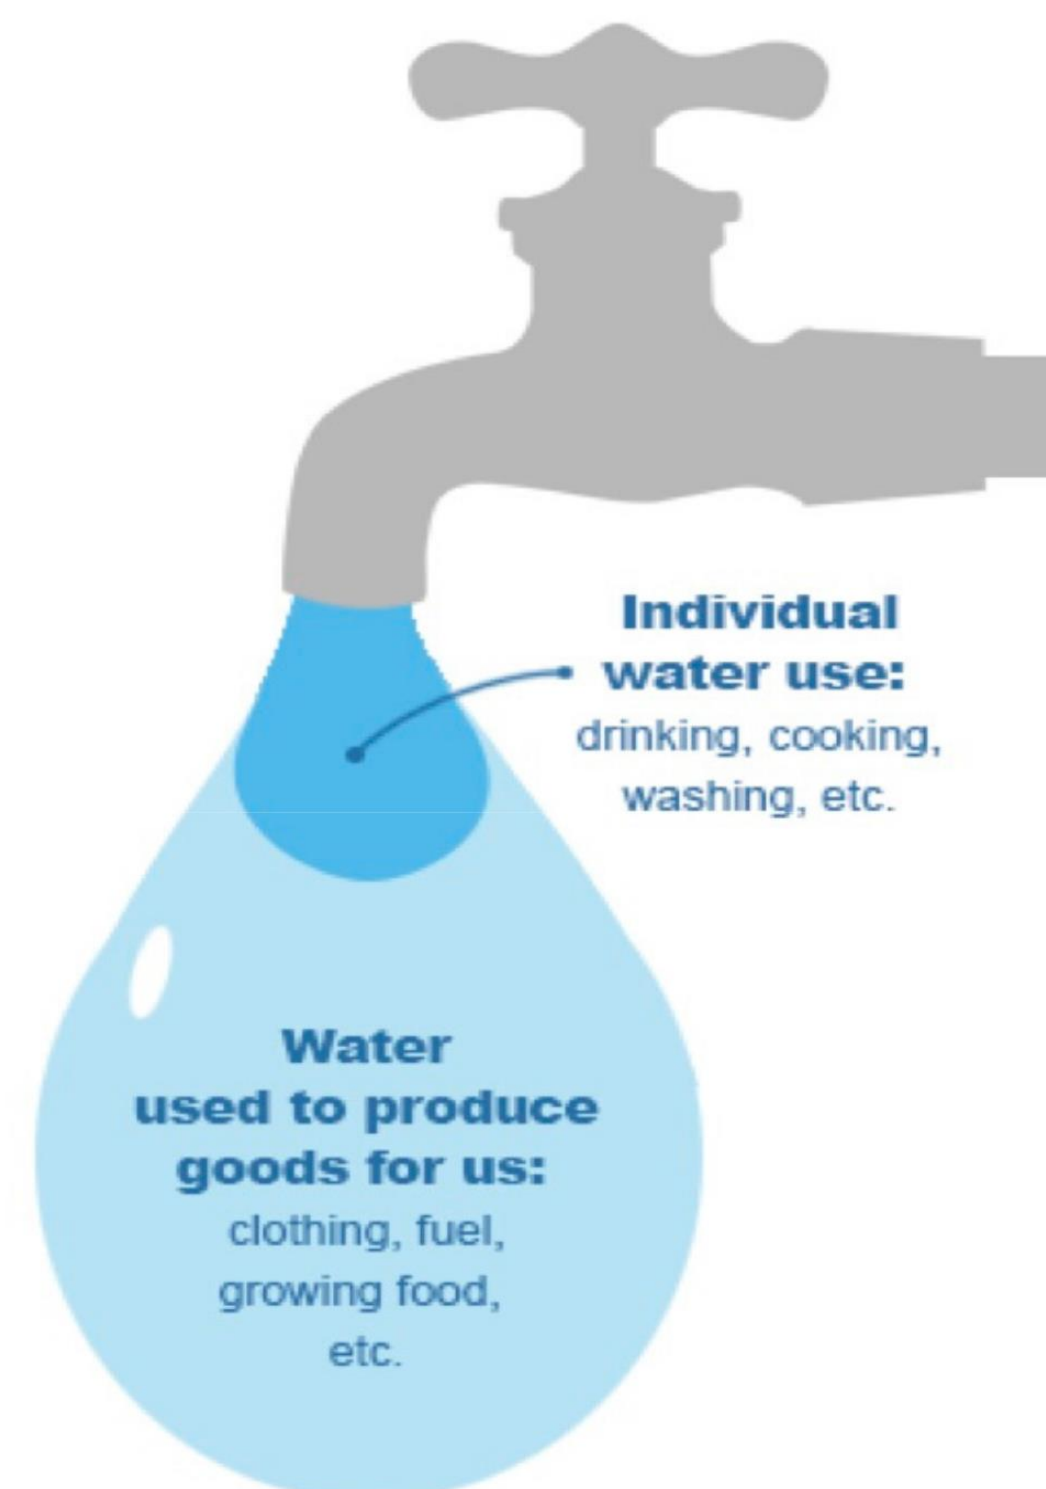 Individual
water use:
drinking, cooking,
washing, etc.
Water
used to produce
goods for us:
clothing, fuel,
growing food,
etc.